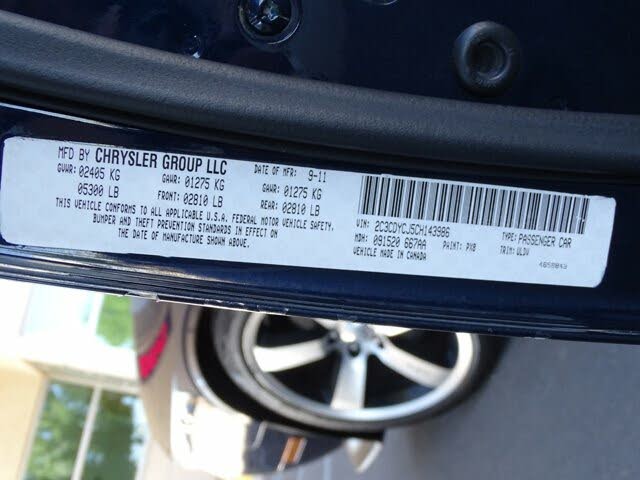 MFD BY CHRYSLER GROUP LLC DATE OF MFR: 9-11
GVWR: 02405 KG GAWR: 01275 KG GAWR: 01275 KG
05300 LB FRONT: 02810 LB REAR: 02810 LB
THIS VEHICLE CONFORMS TO ALL APPLICABLE U.S.A. FEDERAL MOTOR VEHICLE SAFETY,
BUMPER AND THEFT PREVENTION STANDARDS IN EFFECT ON
THE DATE OF MANUFACTURE SHOWN ABOVE.
VIN: 2C3CDYCJ5CH143986 TYPE: PASSENGER CAR
MDH: 091520 667AA PAINT: PX8 TRIM: VLDV
VEHICLE MADE IN CANADA